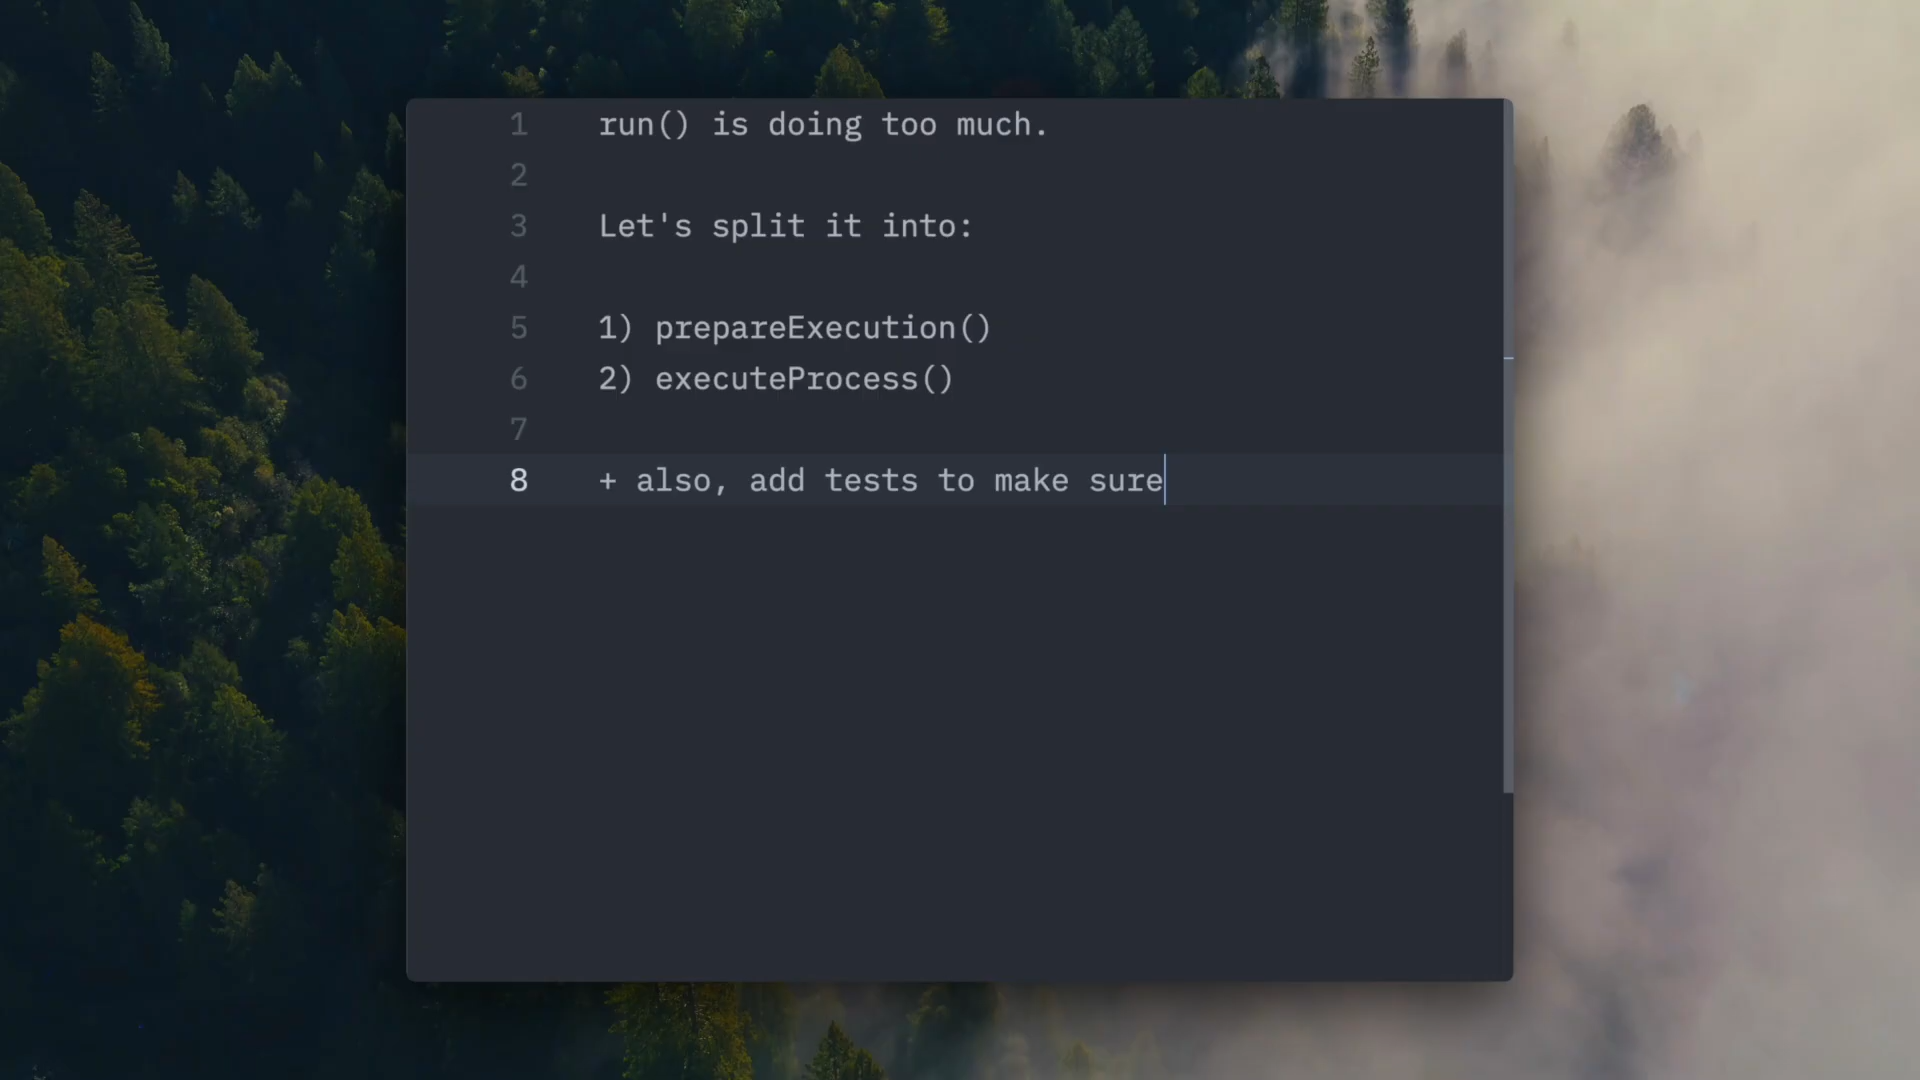 1 run() is doing too much.
2
3 Let's split it into:
4
5 1) prepareExecution()
6 2) executeProcess()
7
8 + also, add tests to make sure